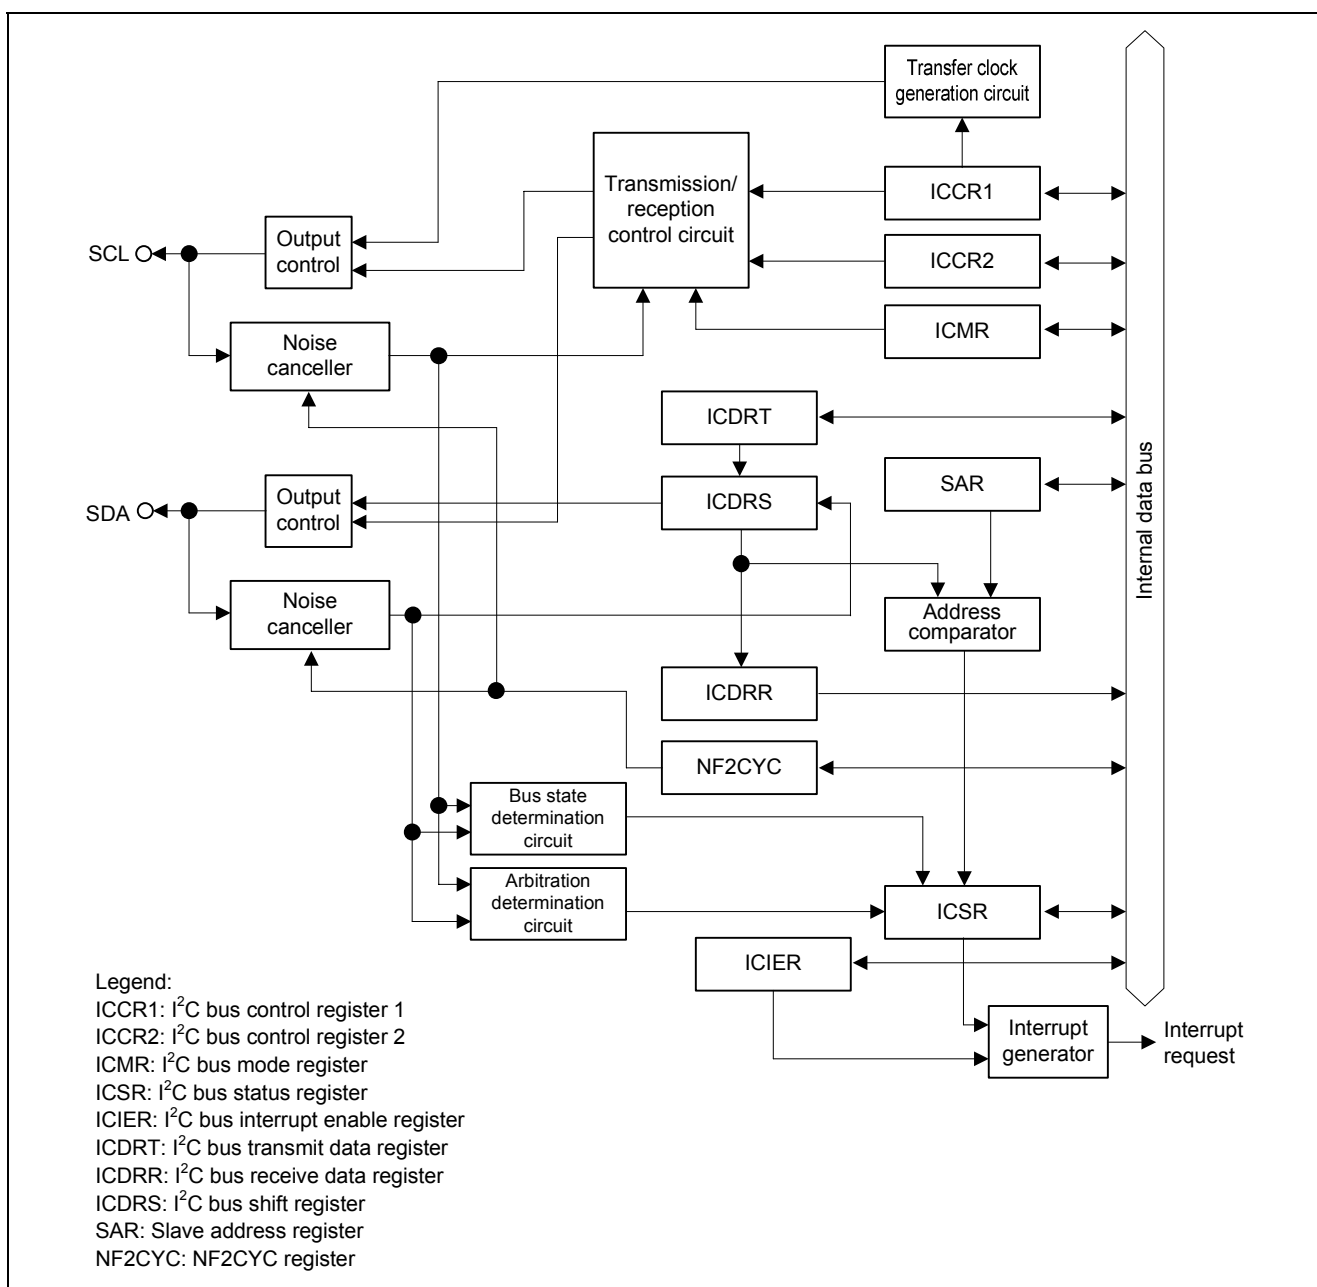 Transfer clock
generation circuit
Transmission/
reception
control circuit
ICCR1
Output
control
SCL
ICCR2
ICMR
Noise
canceller
ICDRT
SAR
Output
control
SDA
ICDRS
Internal data bus
Noise
canceller
Address
comparator
ICDRR
NF2CYC
Bus state
determination
circuit
Arbitration
determination
circuit
ICSR
ICIER
Interrupt
generator
Interrupt
request
Legend:
ICCR1: I²C bus control register 1
ICCR2: I²C bus control register 2
ICMR: I²C bus mode register
ICSR: I²C bus status register
ICIER: I²C bus interrupt enable register
ICDRT: I²C bus transmit data register
ICDRR: I²C bus receive data register
ICDRS: I²C bus shift register
SAR: Slave address register
NF2CYC: NF2CYC register